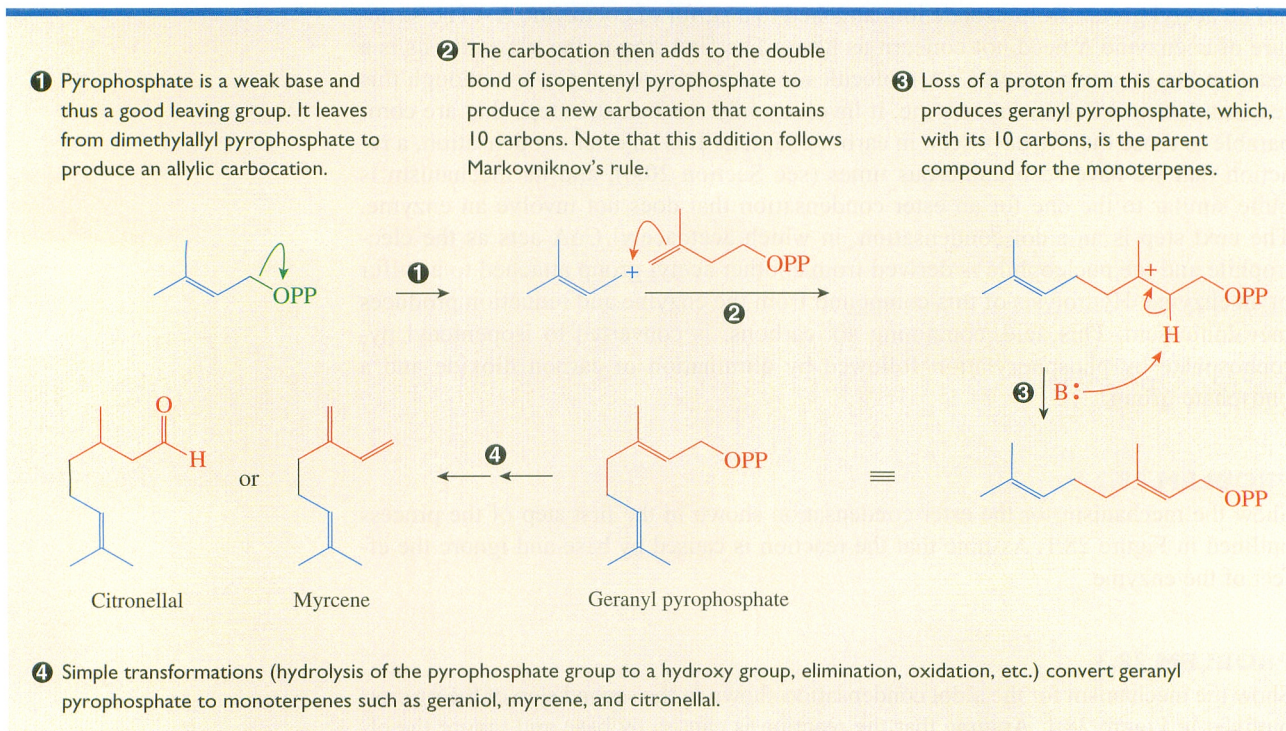 ❶ Pyrophosphate is a weak base and
thus a good leaving group. It leaves
from dimethylallyl pyrophosphate to
produce an allylic carbocation.
❷ The carbocation then adds to the double
bond of isopentenyl pyrophosphate to
produce a new carbocation that contains
10 carbons. Note that this addition follows
Markovniknov's rule.
❸ Loss of a proton from this carbocation
produces geranyl pyrophosphate, which,
with its 10 carbons, is the parent
compound for the monoterpenes.
OPP
❶
+
OPP
❷
+
OPP
H
❸ B:
O
H
or
❹
OPP
≡
OPP
Citronellal
Myrcene
Geranyl pyrophosphate
❹ Simple transformations (hydrolysis of the pyrophosphate group to a hydroxy group, elimination, oxidation, etc.) convert geranyl
pyrophosphate to monoterpenes such as geraniol, myrcene, and citronellal.